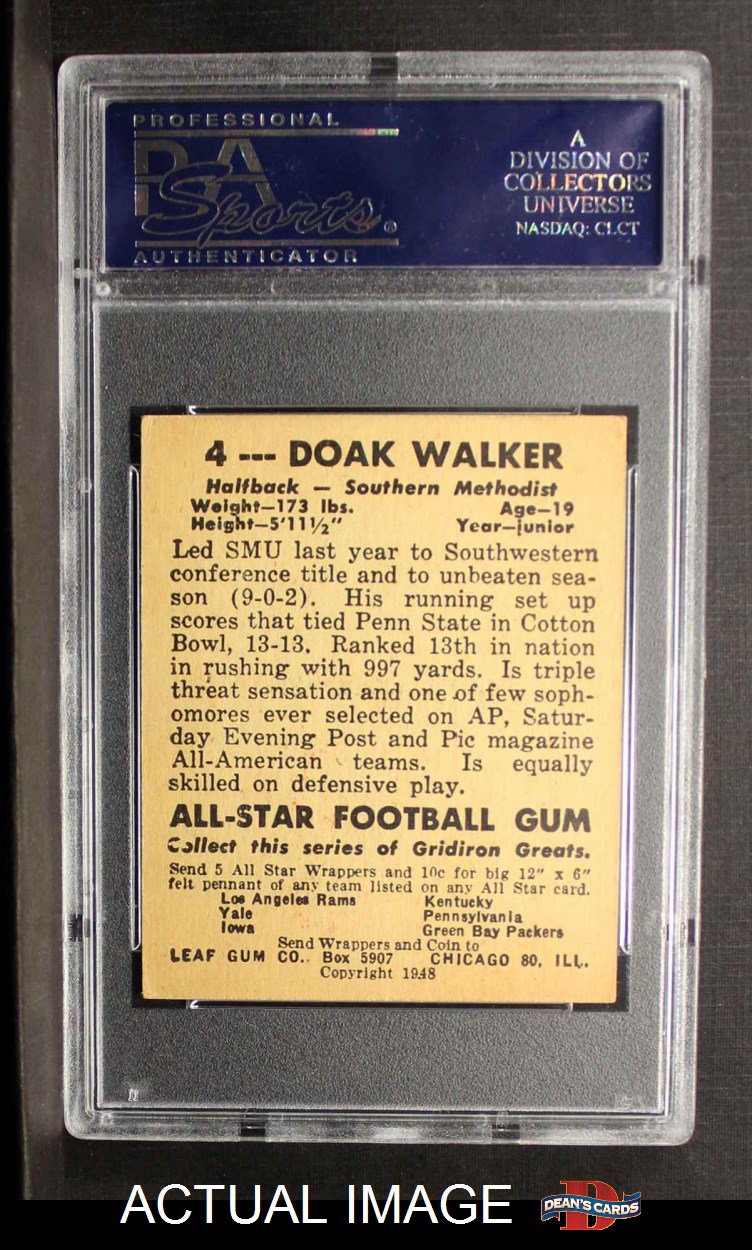 PROFESSIONAL
PSA
Sports®
AUTHENTICATOR
A
DIVISION OF
COLLECTORS
UNIVERSE
NASDAQ: CLCT
4 --- DOAK WALKER
Halfback — Southern Methodist
Weight—173 lbs. Age—19
Height—5'11½" Year—junior
Led SMU last year to Southwestern
conference title and to unbeaten sea-
son (9-0-2). His running set up
scores that tied Penn State in Cotton
Bowl, 13-13. Ranked 13th in nation
in rushing with 997 yards. Is triple
threat sensation and one of few soph-
omores ever selected on AP, Satur-
day Evening Post and Pic magazine
All-American teams. Is equally
skilled on defensive play.
ALL-STAR FOOTBALL GUM
Collect this series of Gridiron Greats.
Send 5 All Star Wrappers and 10c for big 12" x 6"
felt pennant of any team listed on any All Star card.
Los Angeles Rams Kentucky
Yale Pennsylvania
Iowa Green Bay Packers
Send Wrappers and Coin to
LEAF GUM CO.. Box 5907 CHICAGO 80, ILL.
Copyright 1948
ACTUAL IMAGE
D
DEAN'S CARDS